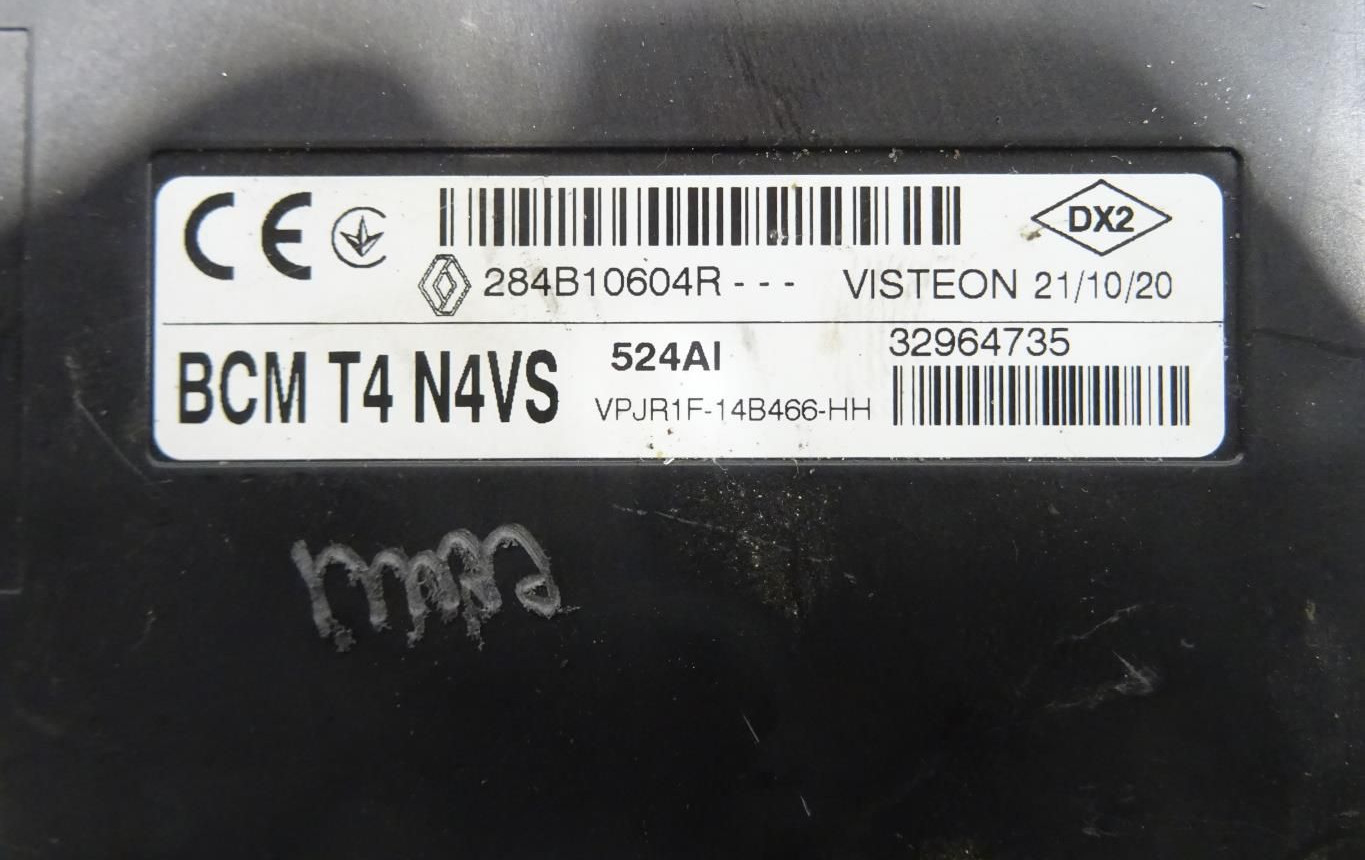 CE
DX2
284B10604R - - - VISTEON 21/10/20
BCM T4 N4VS
524AI
VPJR1F-14B466-HH
32964735